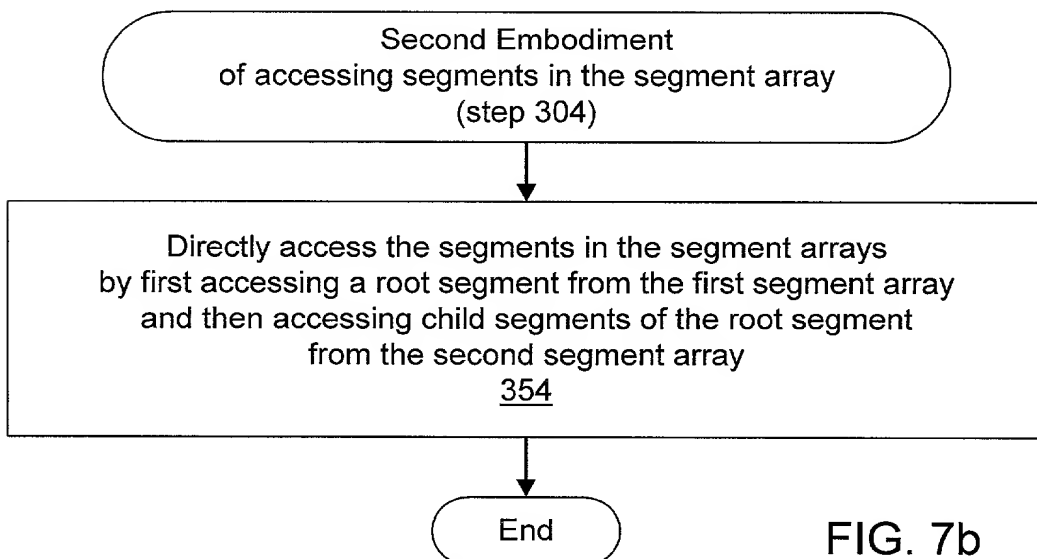 Second Embodiment
of accessing segments in the segment array
(step 304)
Directly access the segments in the segment arrays
by first accessing a root segment from the first segment array
and then accessing child segments of the root segment
from the second segment array
354
End
FIG. 7b